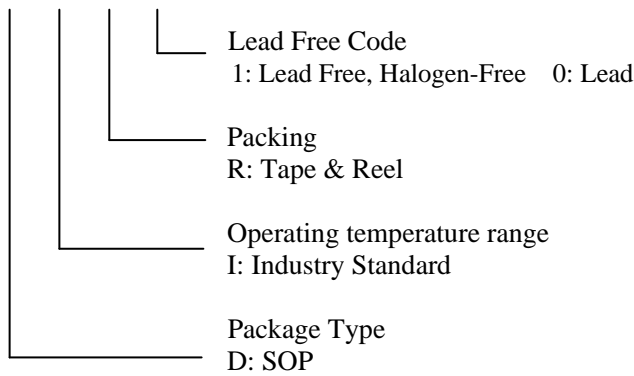 Lead Free Code
1: Lead Free, Halogen-Free 0: Lead
Packing
R: Tape & Reel
Operating temperature range
I: Industry Standard
Package Type
D: SOP